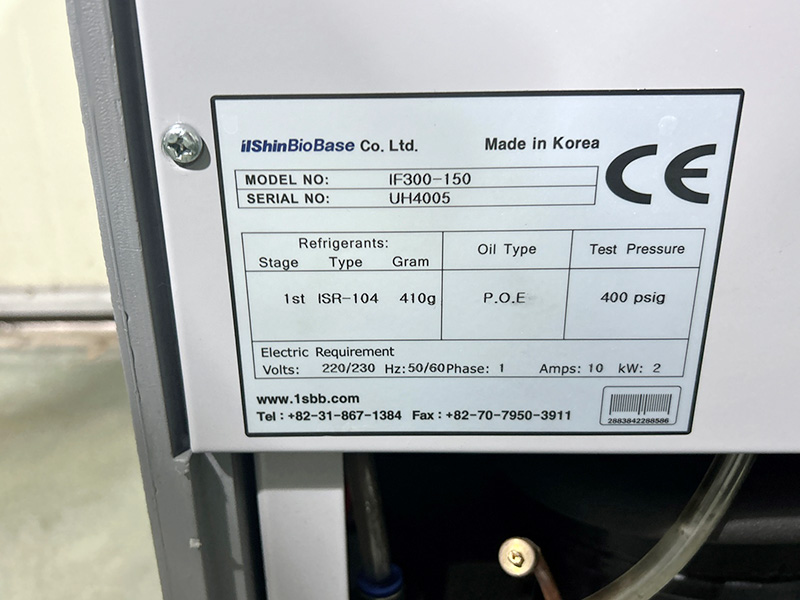 ilShinBioBase Co. Ltd. Made in Korea
MODEL NO: IF300-150
SERIAL NO: UH4005
CE
Refrigerants:
Stage Type Gram Oil Type Test Pressure
1st ISR-104 410g P.O.E 400 psig
Electric Requirement
Volts: 220/230 Hz:50/60 Phase: 1 Amps: 10 kW: 2
www.1sbb.com
Tel : +82-31-867-1384 Fax : +82-70-7950-3911
2883842288586